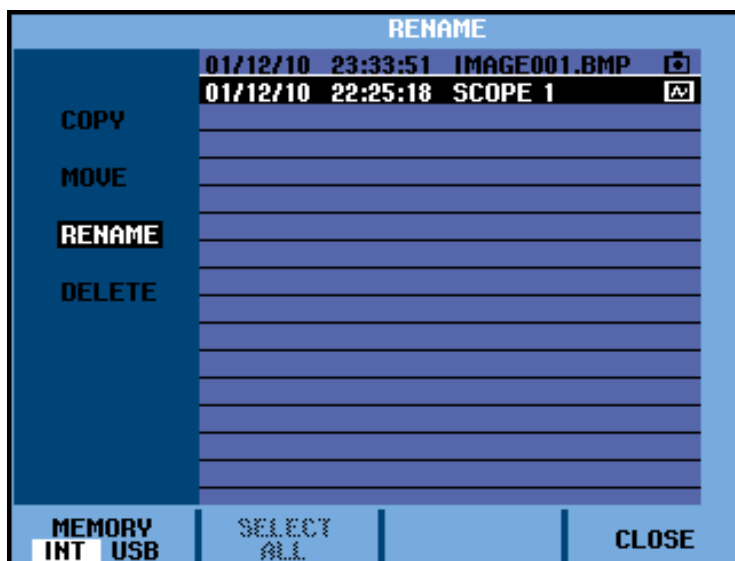 RENAME
01/12/10 23:33:51 IMAGE001.BMP
01/12/10 22:25:18 SCOPE 1
COPY
MOVE
RENAME
DELETE
MEMORY
INT USB
SELECT
ALL
CLOSE